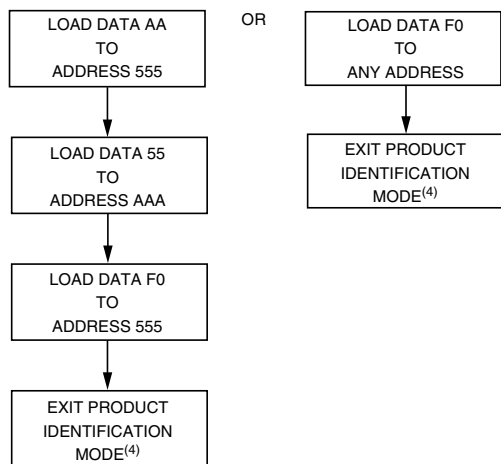 LOAD DATA AA
TO
ADDRESS 555
LOAD DATA 55
TO
ADDRESS AAA
LOAD DATA F0
TO
ADDRESS 555
EXIT PRODUCT
IDENTIFICATION
MODE(4)
OR
LOAD DATA F0
TO
ANY ADDRESS
EXIT PRODUCT
IDENTIFICATION
MODE(4)